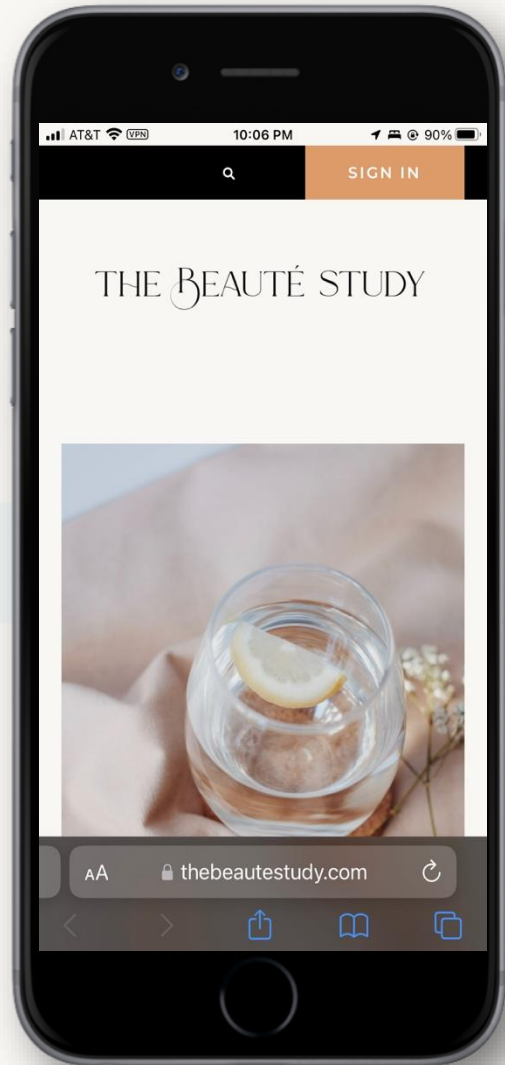 AT&T VPN 10:06 PM 90%
SIGN IN
THE BEAUTÉ STUDY
AA thebeautestudy.com